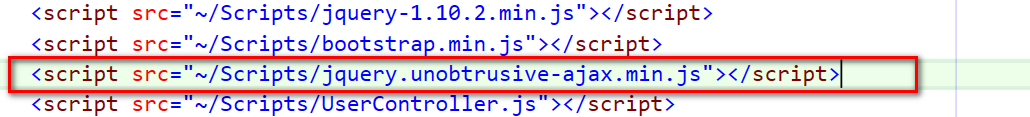 <script src="~/Scripts/jquery-1.10.2.min.js"></script>
<script src="~/Scripts/bootstrap.min.js"></script>
<script src="~/Scripts/jquery.unobtrusive-ajax.min.js"></script>
<script src="~/Scripts/UserController.js"></script>